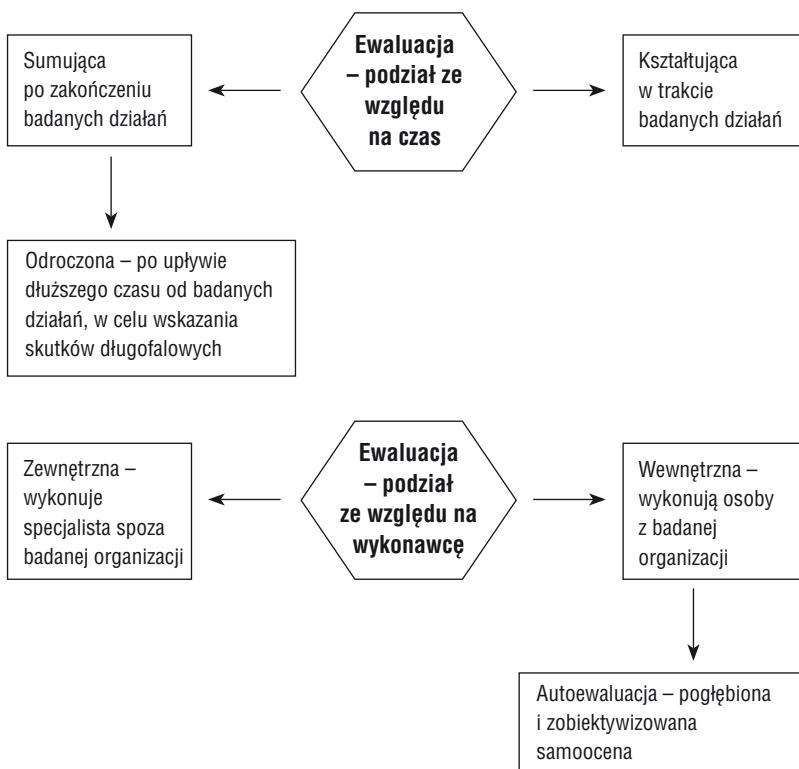 Sumująca
po zakończeniu
badanych działań
Ewaluacja
– podział ze
względu
na czas
Kształtująca
w trakcie
badanych działań
Odroczona – po upływie
dłuższego czasu od badanych
działań, w celu wskazania
skutków długofalowych
Zewnętrzna –
wykonuje
specjalista spoza
badanej organizacji
Ewaluacja
– podział
ze względu na
wykonawcę
Wewnętrzna –
wykonują osoby
z badanej
organizacji
Autoewaluacja – pogłębiona
i zobiektywizowana
samoocena